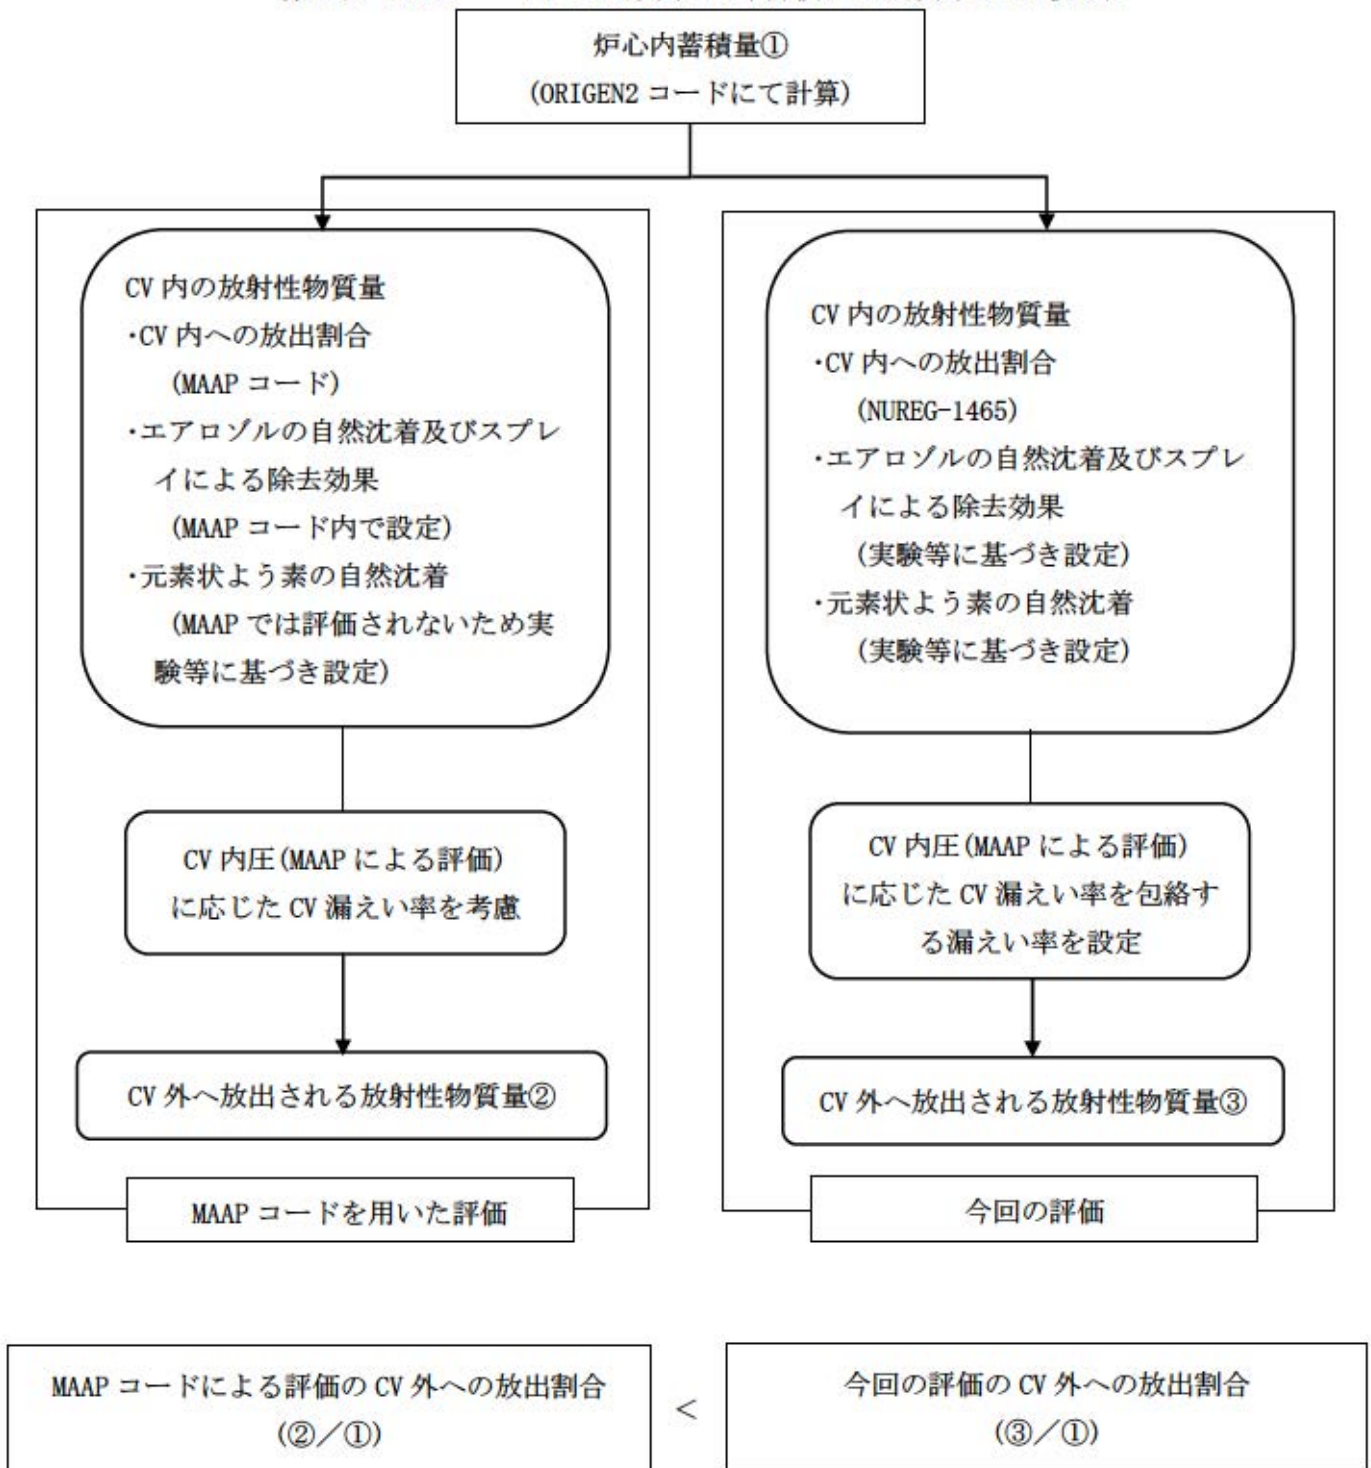 炉心内蓄積量①
(ORIGEN2 コードにて計算)
CV 内の放射性物質量
・CV 内への放出割合
(MAAP コード)
・エアロゾルの自然沈着及びスプレ
イによる除去効果
(MAAP コード内で設定)
・元素状よう素の自然沈着
(MAAP では評価されないため実
験等に基づき設定)
CV 内圧(MAAP による評価)
に応じた CV 漏えい率を考慮
CV 外へ放出される放射性物質量②
MAAP コードを用いた評価
CV 内の放射性物質量
・CV 内への放出割合
(NUREG-1465)
・エアロゾルの自然沈着及びスプレ
イによる除去効果
(実験等に基づき設定)
・元素状よう素の自然沈着
(実験等に基づき設定)
CV 内圧(MAAP による評価)
に応じた CV 漏えい率を包絡す
る漏えい率を設定
CV 外へ放出される放射性物質量③
今回の評価
MAAP コードによる評価の CV 外への放出割合
(②／①)
＜
今回の評価の CV 外への放出割合
(③／①)